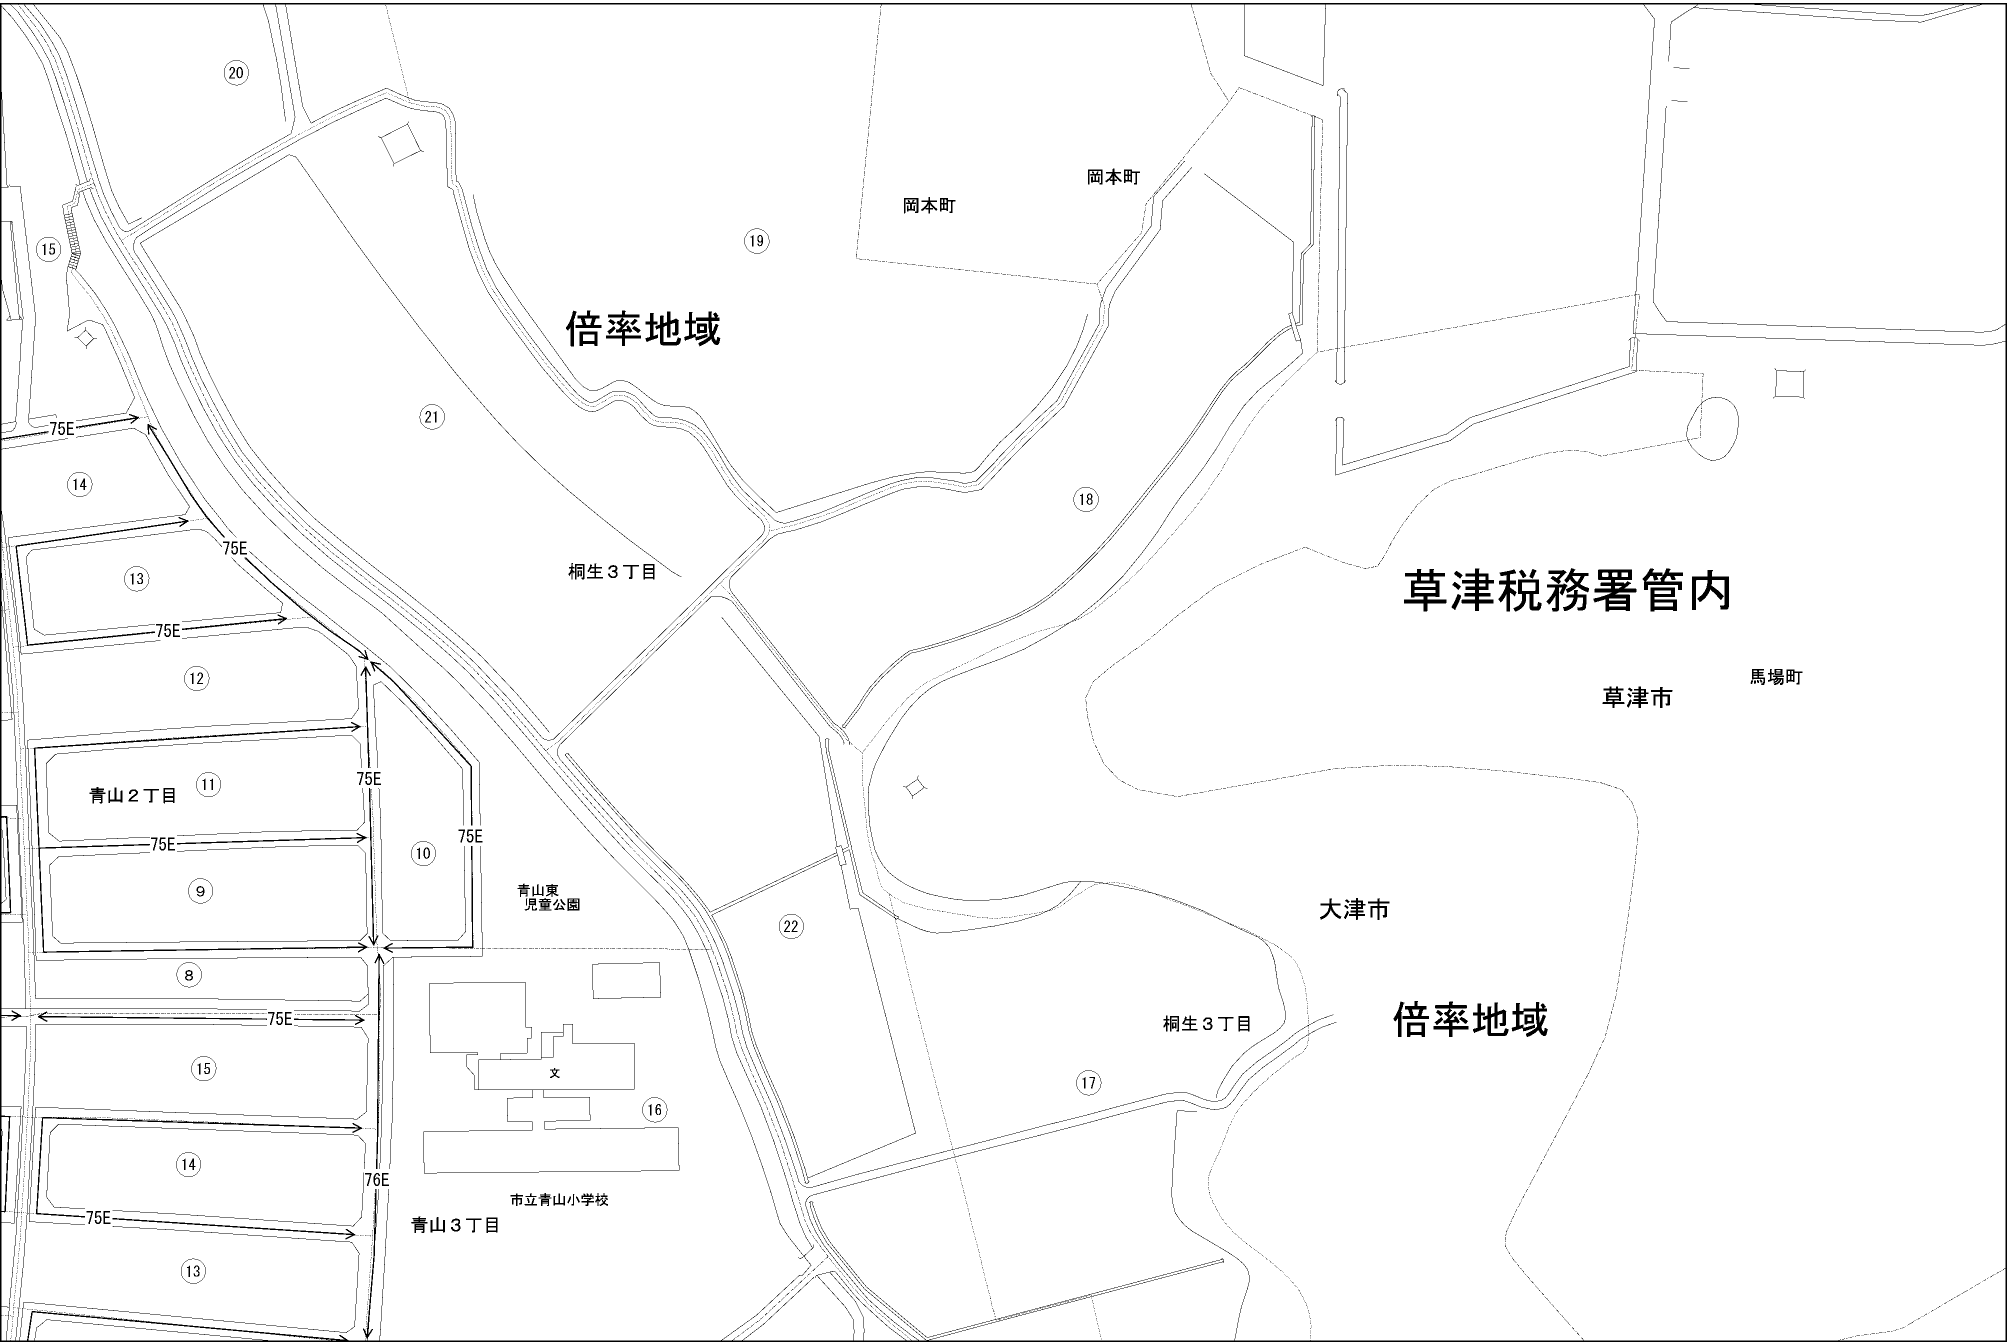 20
岡本町
岡本町
19
15
倍率地域
21
75E
14
18
75E
桐生3丁目
13
草津税務署管内
75E
12
馬場町
草津市
75E
11
青山2丁目
75E
75E
10
9
青山東
児童公園
大津市
22
8
75E
倍率地域
桐生3丁目
15
文
17
16
14
76E
市立青山小学校
75E
青山3丁目
13